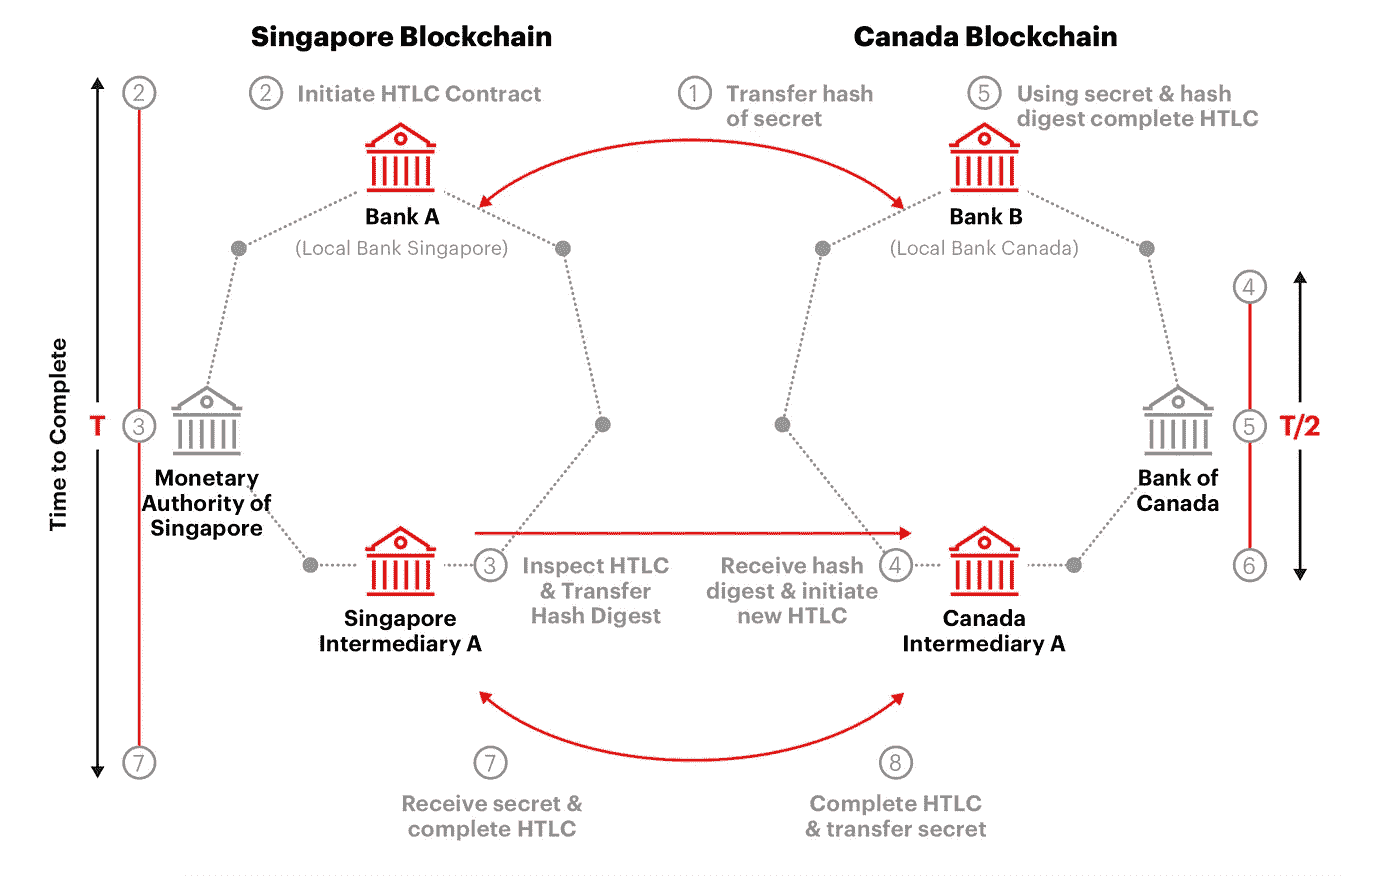 Singapore Blockchain
Canada Blockchain
2
2
Initiate HTLC Contract
1
Transfer hash
of secret
5
Using secret & hash
digest complete HTLC
Bank A
(Local Bank Singapore)
Bank B
(Local Bank Canada)
4
Time to Complete
T
3
5
T/2
Monetary
Authority of
Singapore
Bank of
Canada
3
Inspect HTLC
& Transfer
Hash Digest
Receive hash
digest & initiate
new HTLC
4
6
Singapore
Intermediary A
Canada
Intermediary A
7
7
Receive secret &
complete HTLC
8
Complete HTLC
& transfer secret